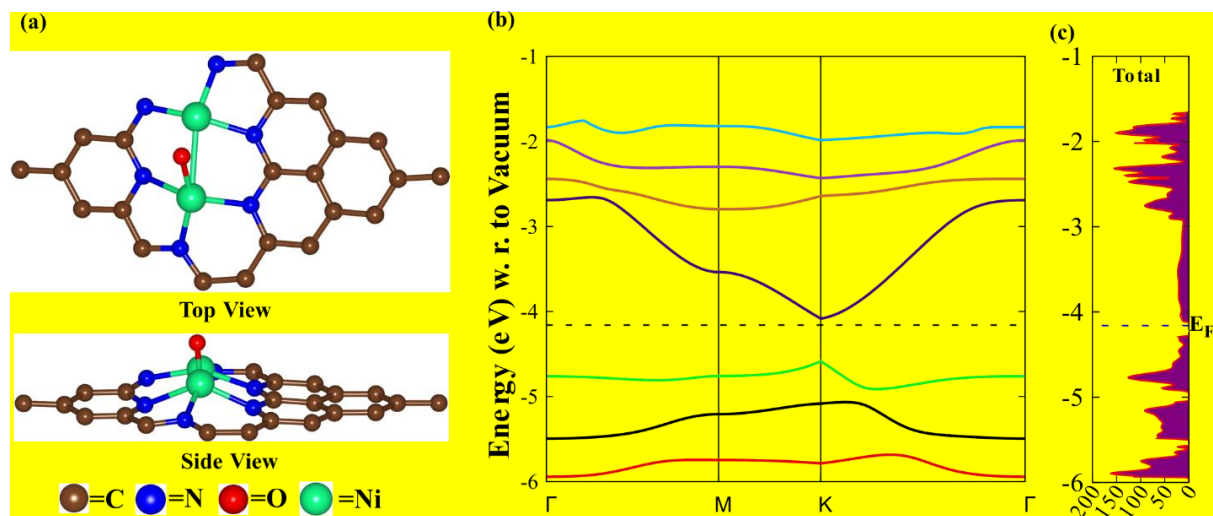 (a)
Top View
Side View
=C =N =O =Ni
(b)
Energy (eV) w. r. to Vacuum
-1
-2
-3
-4
-5
-6
Γ M K Γ
(c)
-1
Total
-2
-3
-4
E_F
-5
-6
200 150 100 50 0